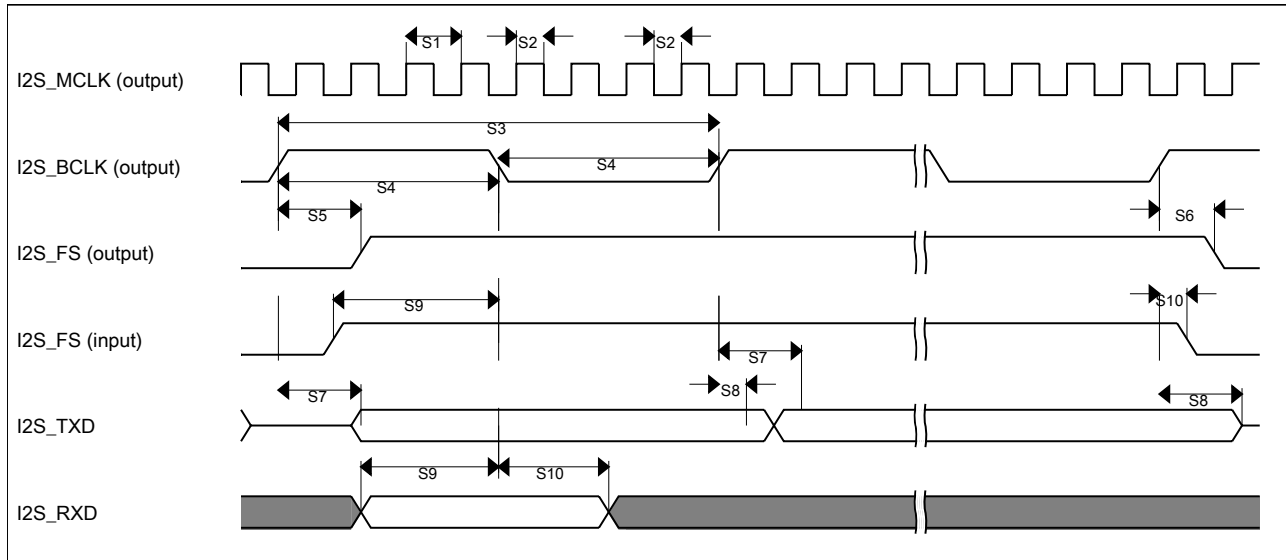 S1 S2 S2
I2S_MCLK (output)
S3
I2S_BCLK (output)
S4
S4
S5 S6
I2S_FS (output)
S9 S10
I2S_FS (input)
S7
S7 S8 S8
I2S_TXD
S9 S10
I2S_RXD